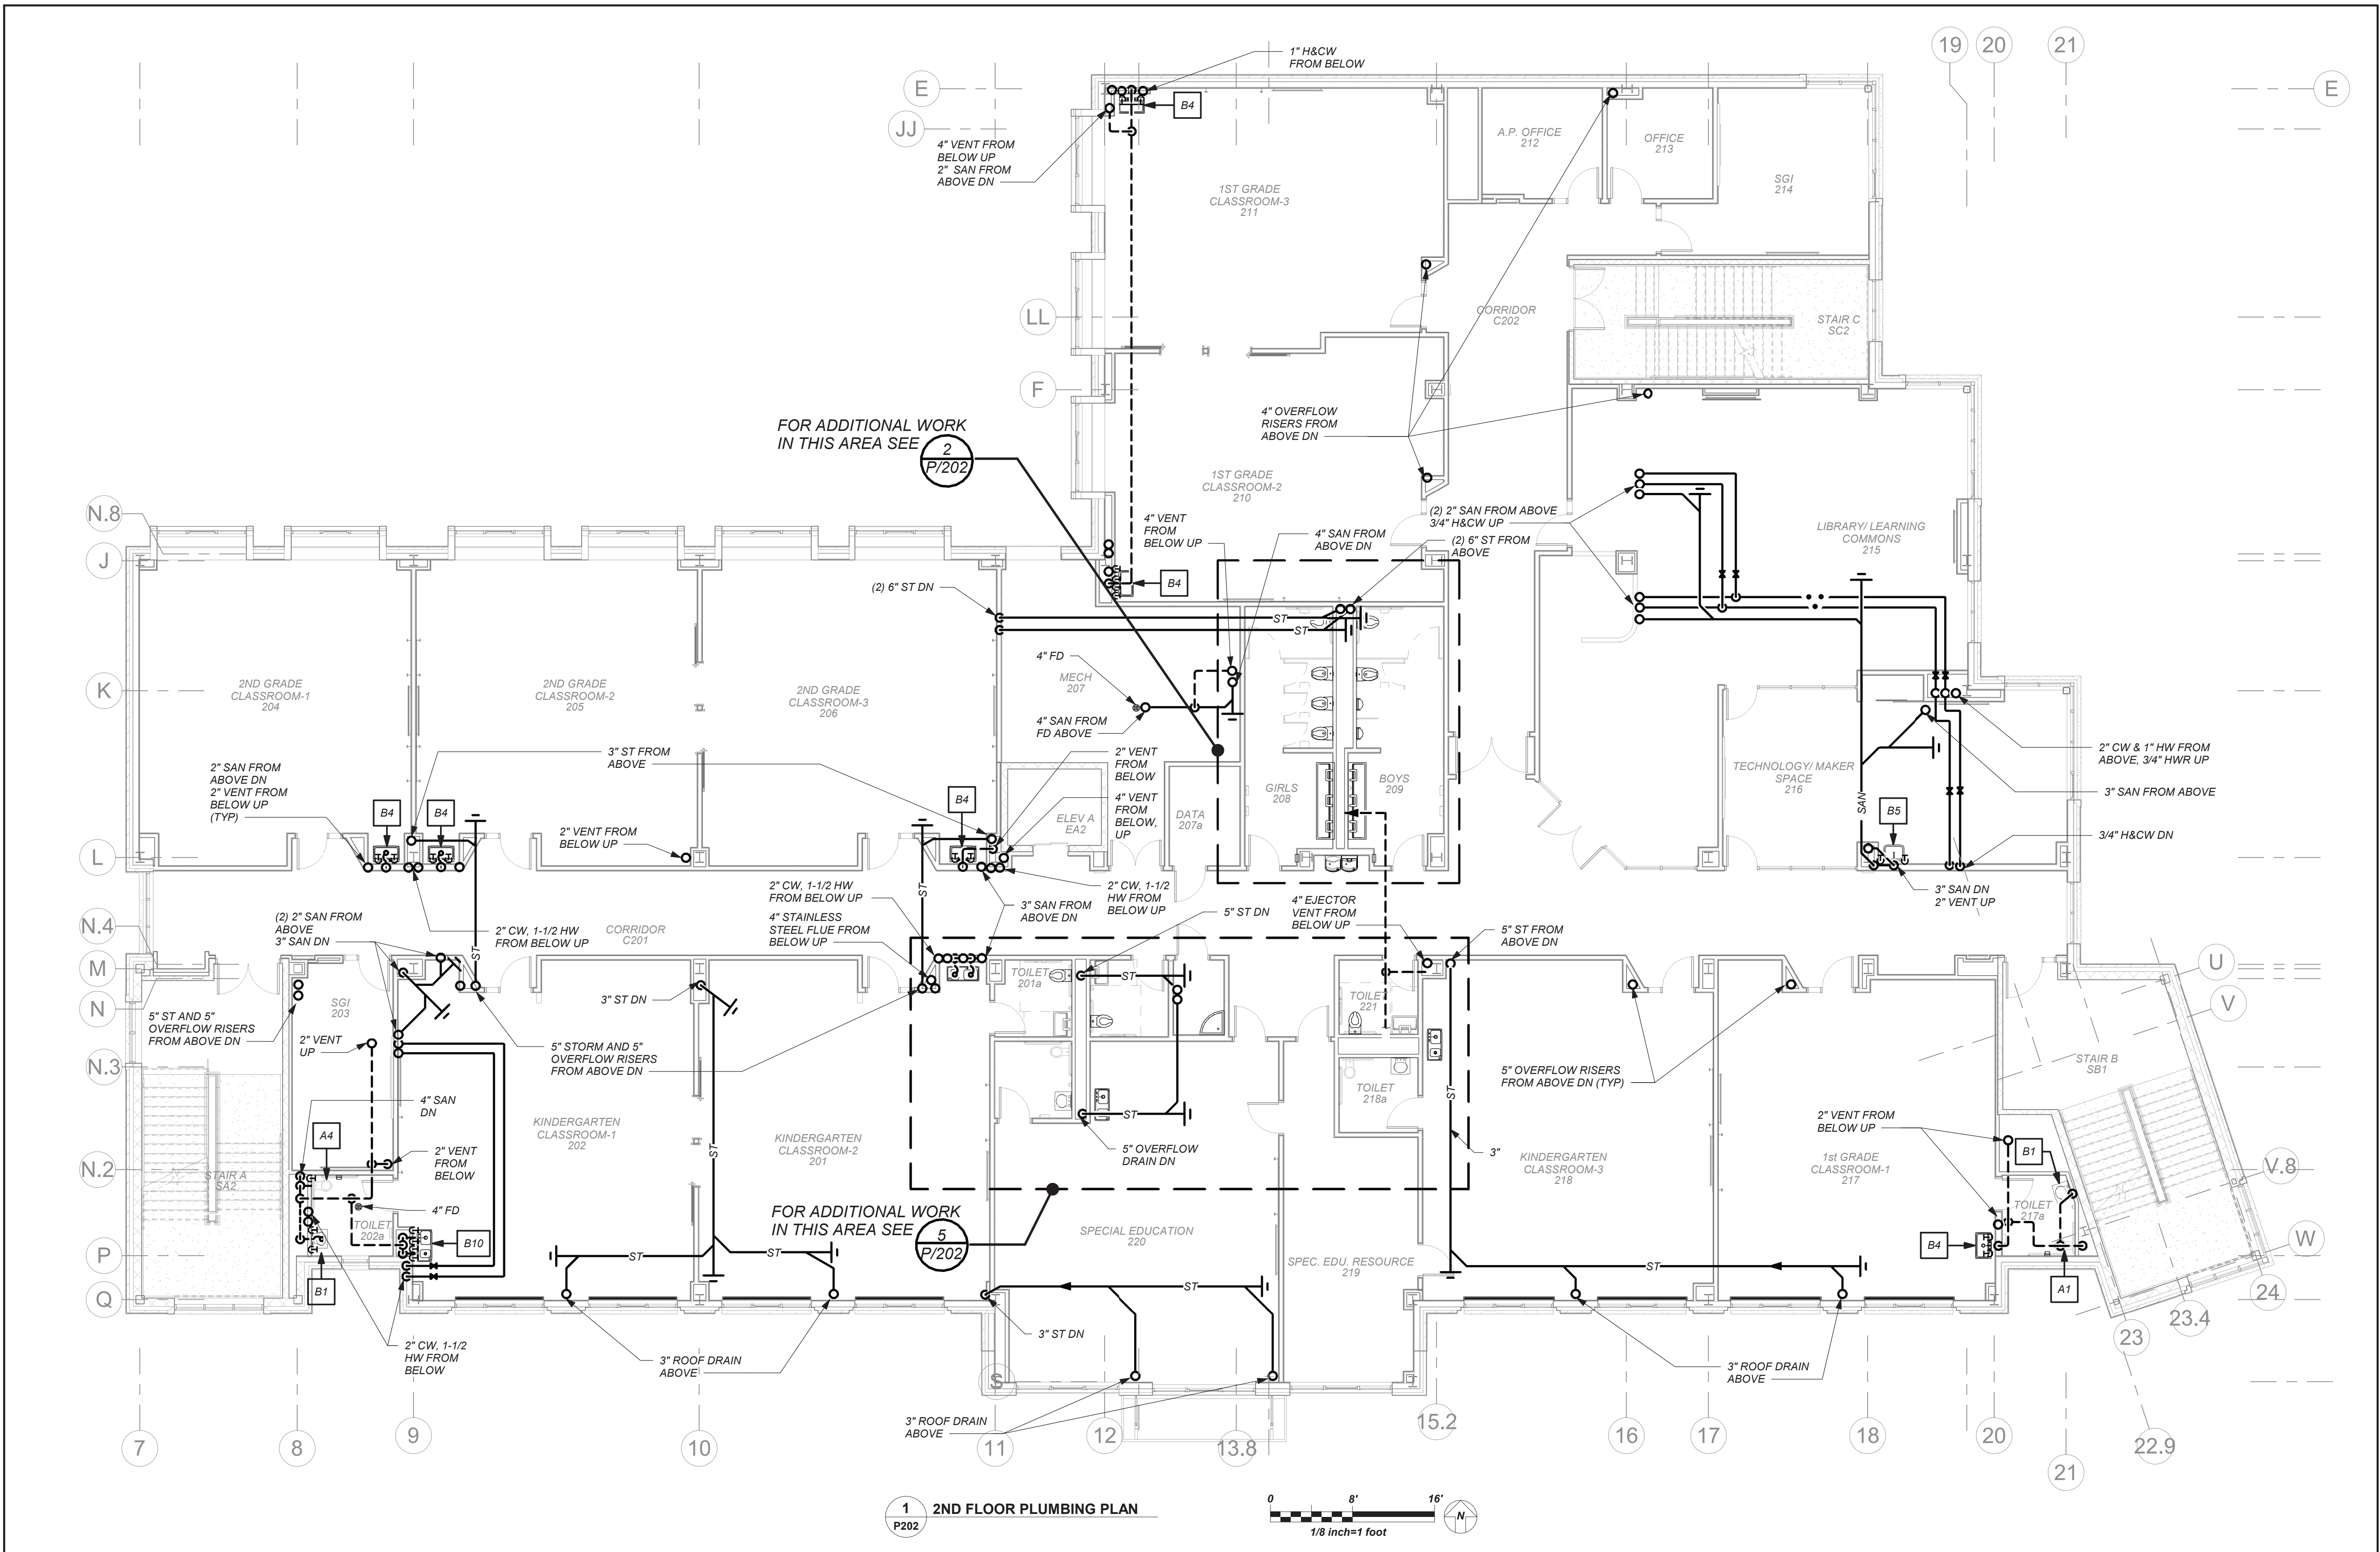 19
20
21
E
E
JJ
1" H&CW
FROM BELOW
B4
4" VENT FROM
BELOW UP
2" SAN FROM
ABOVE DN
A.P. OFFICE
212
OFFICE
213
SGI
214
1ST GRADE
CLASSROOM-3
211
LL
CORRIDOR
C202
STAIR C
SC2
F
4" OVERFLOW
RISERS FROM
ABOVE DN
FOR ADDITIONAL WORK
IN THIS AREA SEE
2
P/202
1ST GRADE
CLASSROOM-2
210
N.8
4" VENT
FROM
BELOW UP
4" SAN FROM
ABOVE DN
(2) 2" SAN FROM ABOVE
3/4" H&CW UP
(2) 6" ST FROM
ABOVE
LIBRARY/ LEARNING
COMMONS
215
J
B4
(2) 6" ST DN
ST
ST
4" FD
MECH
207
K
2ND GRADE
CLASSROOM-1
204
2ND GRADE
CLASSROOM-2
205
2ND GRADE
CLASSROOM-3
206
4" SAN FROM
FD ABOVE
3" ST FROM
ABOVE
2" VENT
FROM
BELOW
2" CW & 1" HW FROM
ABOVE, 3/4" HWR UP
2" SAN FROM
ABOVE DN
2" VENT FROM
BELOW UP
(TYP)
B4
B4
B4
4" VENT
FROM
BELOW,
UP
ELEV A
EA2
DATA
207a
GIRLS
208
BOYS
209
TECHNOLOGY/ MAKER
SPACE
216
SAN
B5
3" SAN FROM ABOVE
2" VENT FROM
BELOW UP
3/4" H&CW DN
L
2" CW, 1-1/2 HW
FROM BELOW UP
4" STAINLESS
STEEL FLUE FROM
BELOW UP
2" CW, 1-1/2
HW FROM
BELOW UP
3" SAN FROM
ABOVE DN
4" EJECTOR
VENT FROM
BELOW UP
5" ST DN
5" ST FROM
ABOVE DN
3" SAN DN
2" VENT UP
N.4
(2) 2" SAN FROM
ABOVE
3" SAN DN
2" CW, 1-1/2 HW
FROM BELOW UP
CORRIDOR
C201
ST
ST
M
U
N
V
SGI
203
3" ST DN
TOILET
201a
ST
TOILET
221
5" ST AND 5"
OVERFLOW RISERS
FROM ABOVE DN
2" VENT
UP
5" STORM AND 5"
OVERFLOW RISERS
FROM ABOVE DN
5" OVERFLOW RISERS
FROM ABOVE DN (TYP)
STAIR B
SB1
N.3
TOILET
218a
ST
4" SAN
DN
A4
KINDERGARTEN
CLASSROOM-1
202
KINDERGARTEN
CLASSROOM-2
201
ST
ST
5" OVERFLOW
DRAIN DN
2" VENT FROM
BELOW UP
B1
N.2
STAIR A
SA2
2" VENT
FROM
BELOW
3"
KINDERGARTEN
CLASSROOM-3
218
1st GRADE
CLASSROOM-1
217
V.8
4" FD
TOILET
202a
B10
FOR ADDITIONAL WORK
IN THIS AREA SEE
5
P/202
SPECIAL EDUCATION
220
SPEC. EDU. RESOURCE
219
TOILET
217a
B4
W
P
ST
ST
ST
ST
B1
A1
24
Q
23.4
2" CW, 1-1/2
HW FROM
BELOW
3" ROOF DRAIN
ABOVE
3" ST DN
3" ROOF DRAIN
ABOVE
23
S
3" ROOF DRAIN
ABOVE
7
8
9
10
11
12
13.8
15.2
16
17
18
20
21
22.9
1
P202
2ND FLOOR PLUMBING PLAN
0 8' 16'
1/8 inch=1 foot
N